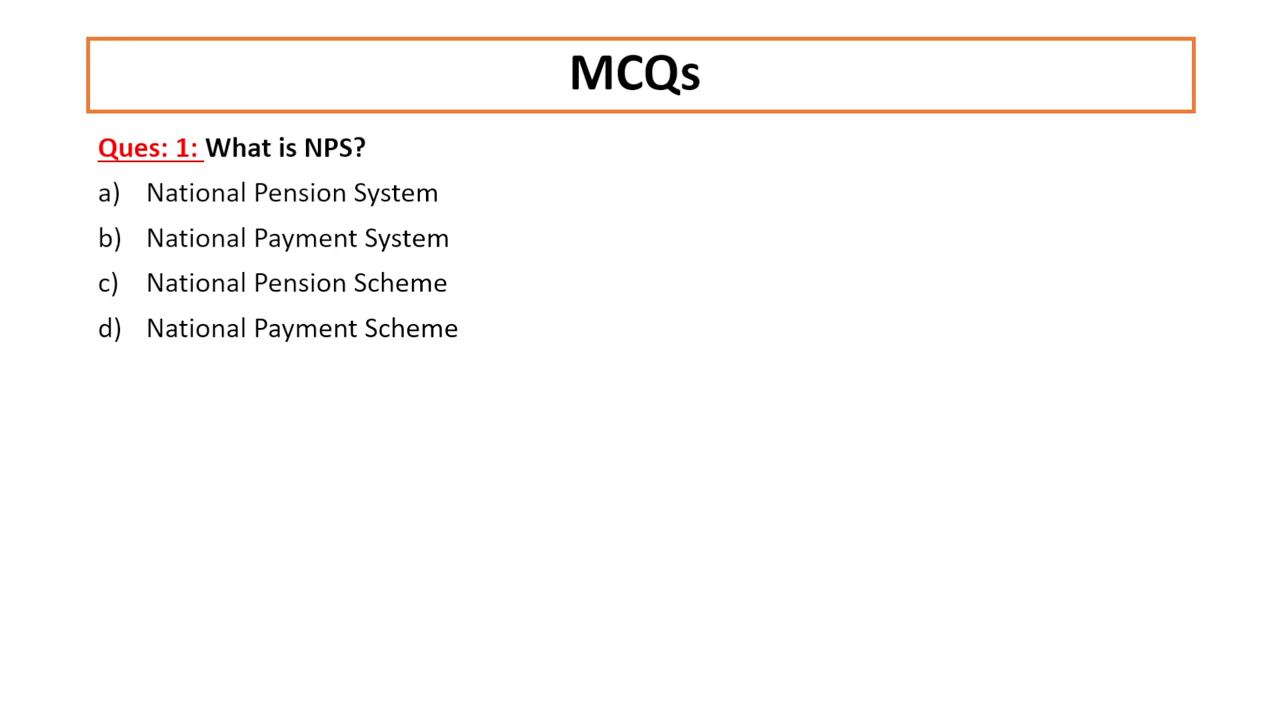 MCQs
Ques: 1: What is NPS?
a) National Pension System
b) National Payment System
c) National Pension Scheme
d) National Payment Scheme